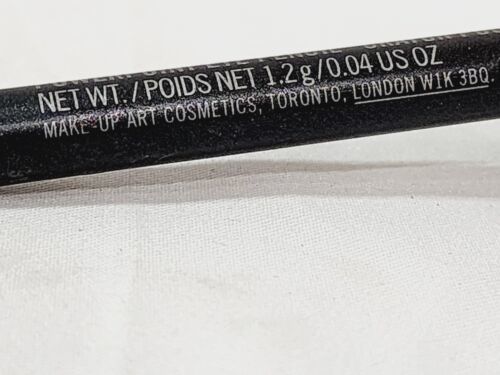 NET WT./POIDS NET 1.2 g/0.04 US OZ
MAKE-UP ART COSMETICS, TORONTO, LONDON W1K 3BQ